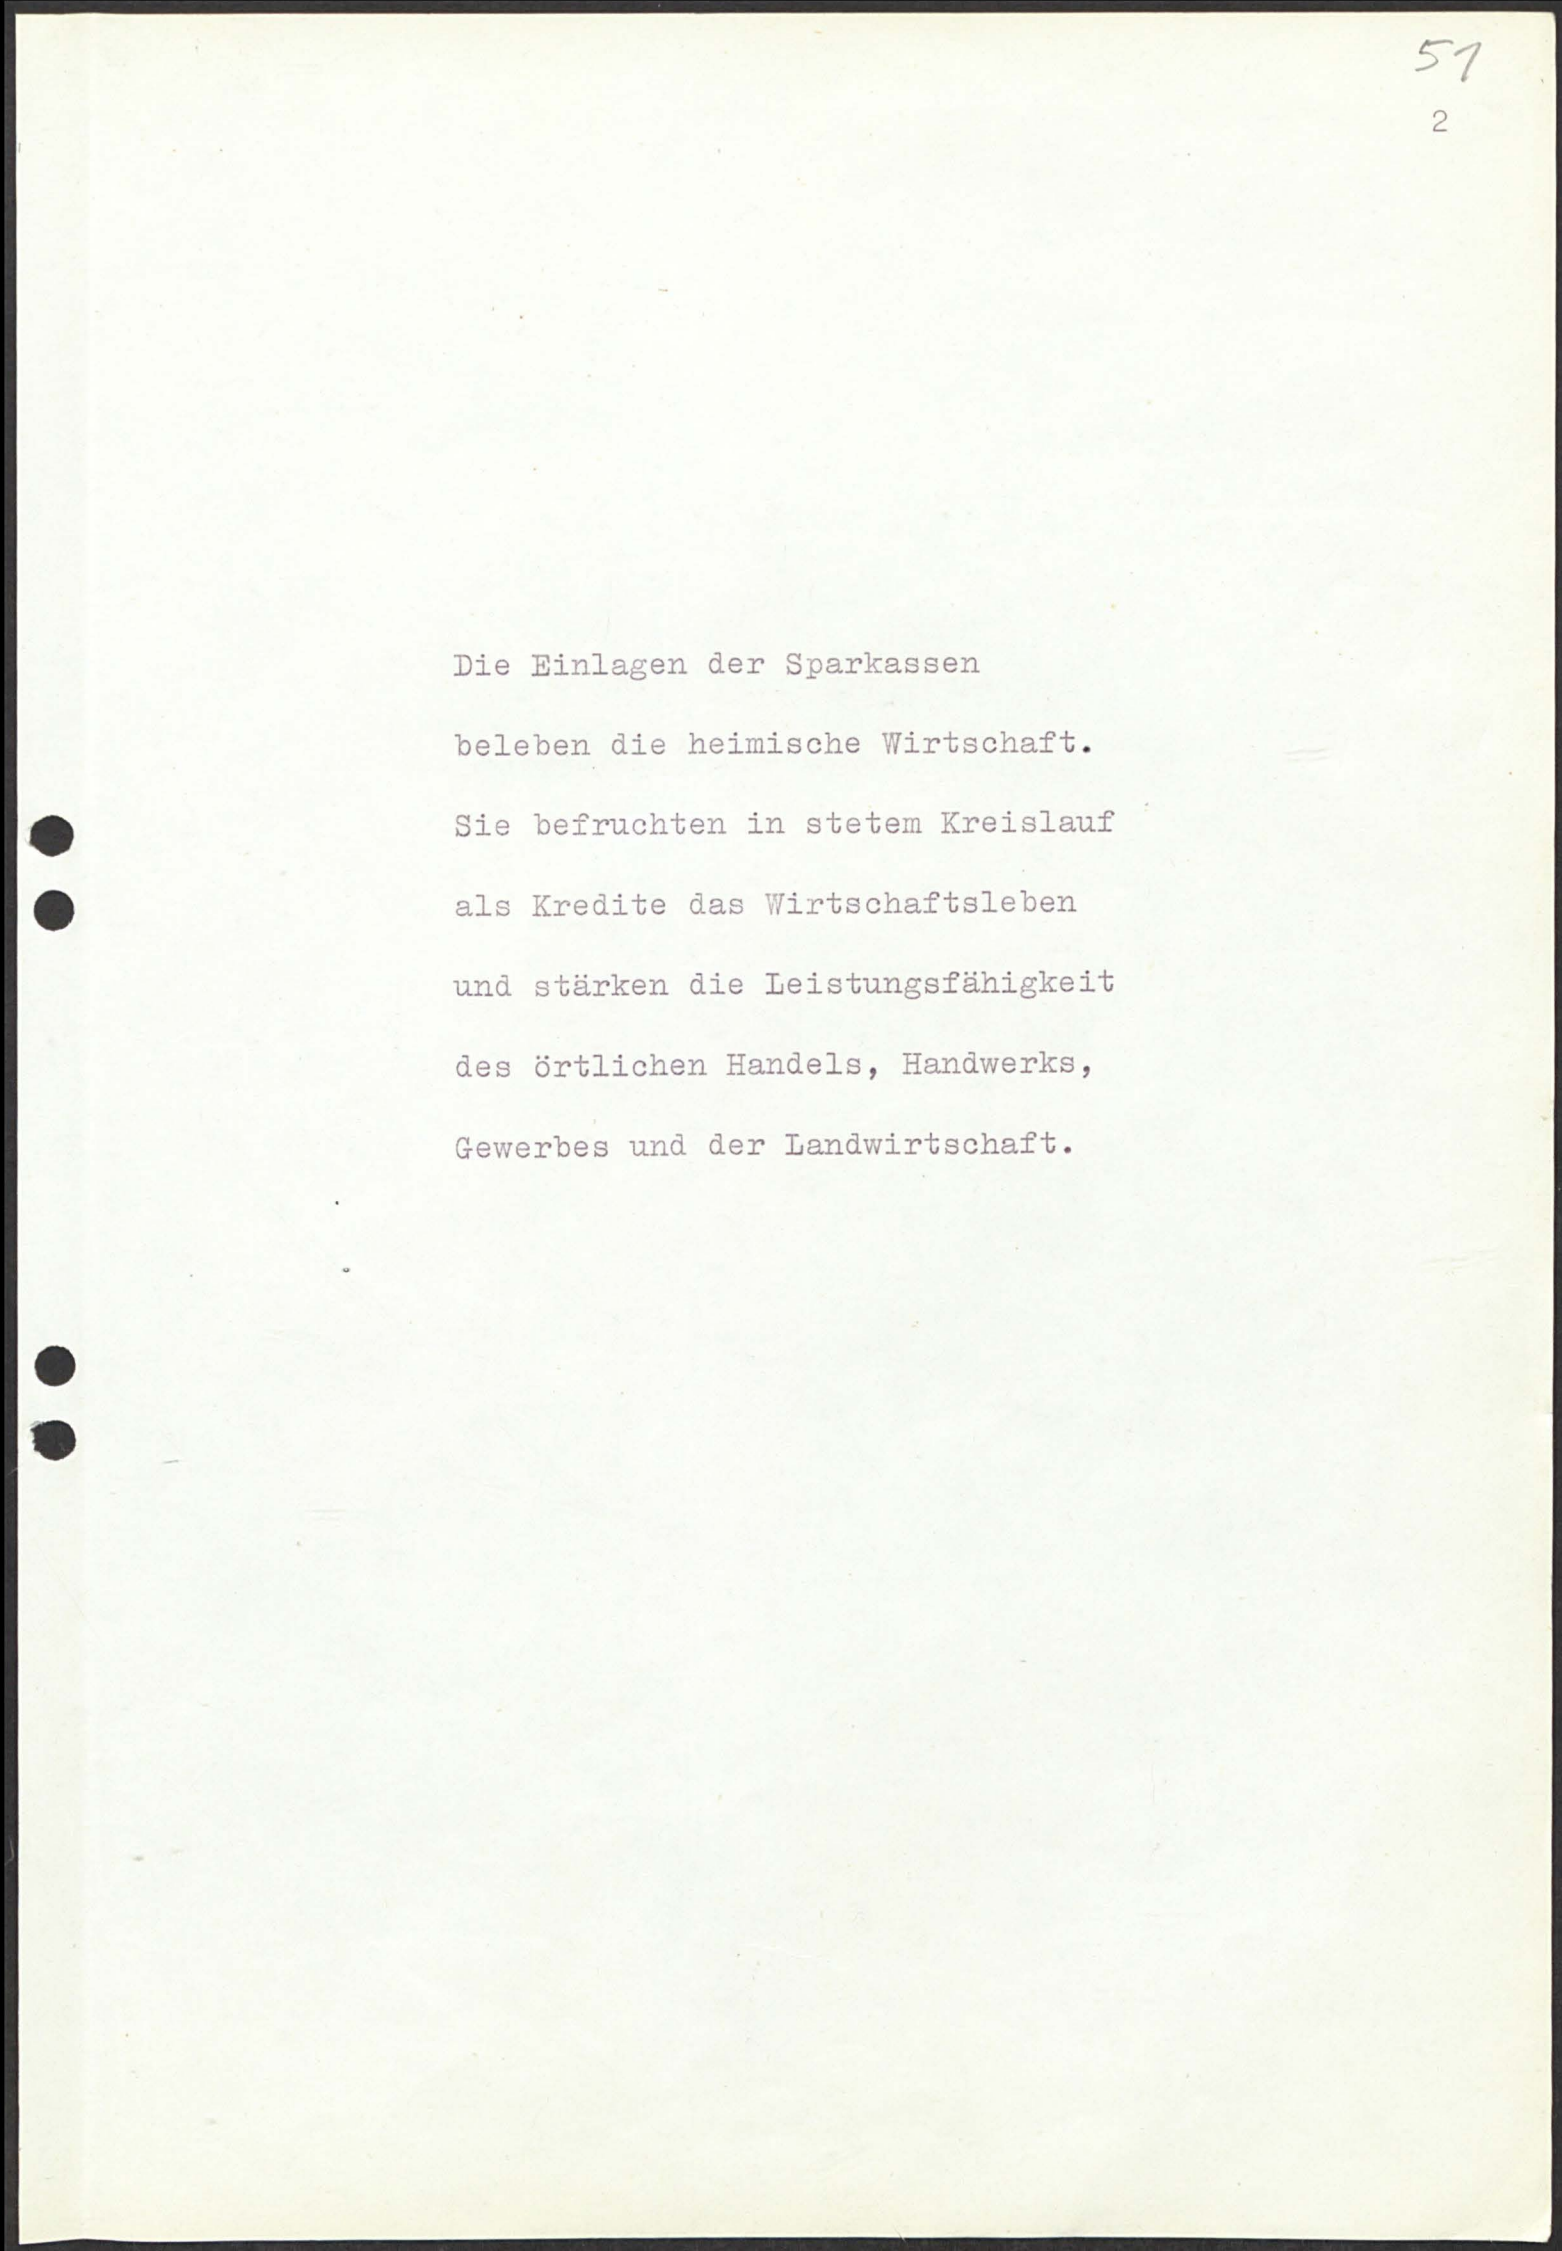 51
2
Die Einlagen der Sparkassen
beleben die heimische Wirtschaft.
Sie befruchten in stetem Kreislauf
als Kredite das Wirtschaftsleben
und stärken die Leistungsfähigkeit
des örtlichen Handels, Handwerks,
Gewerbes und der Landwirtschaft.